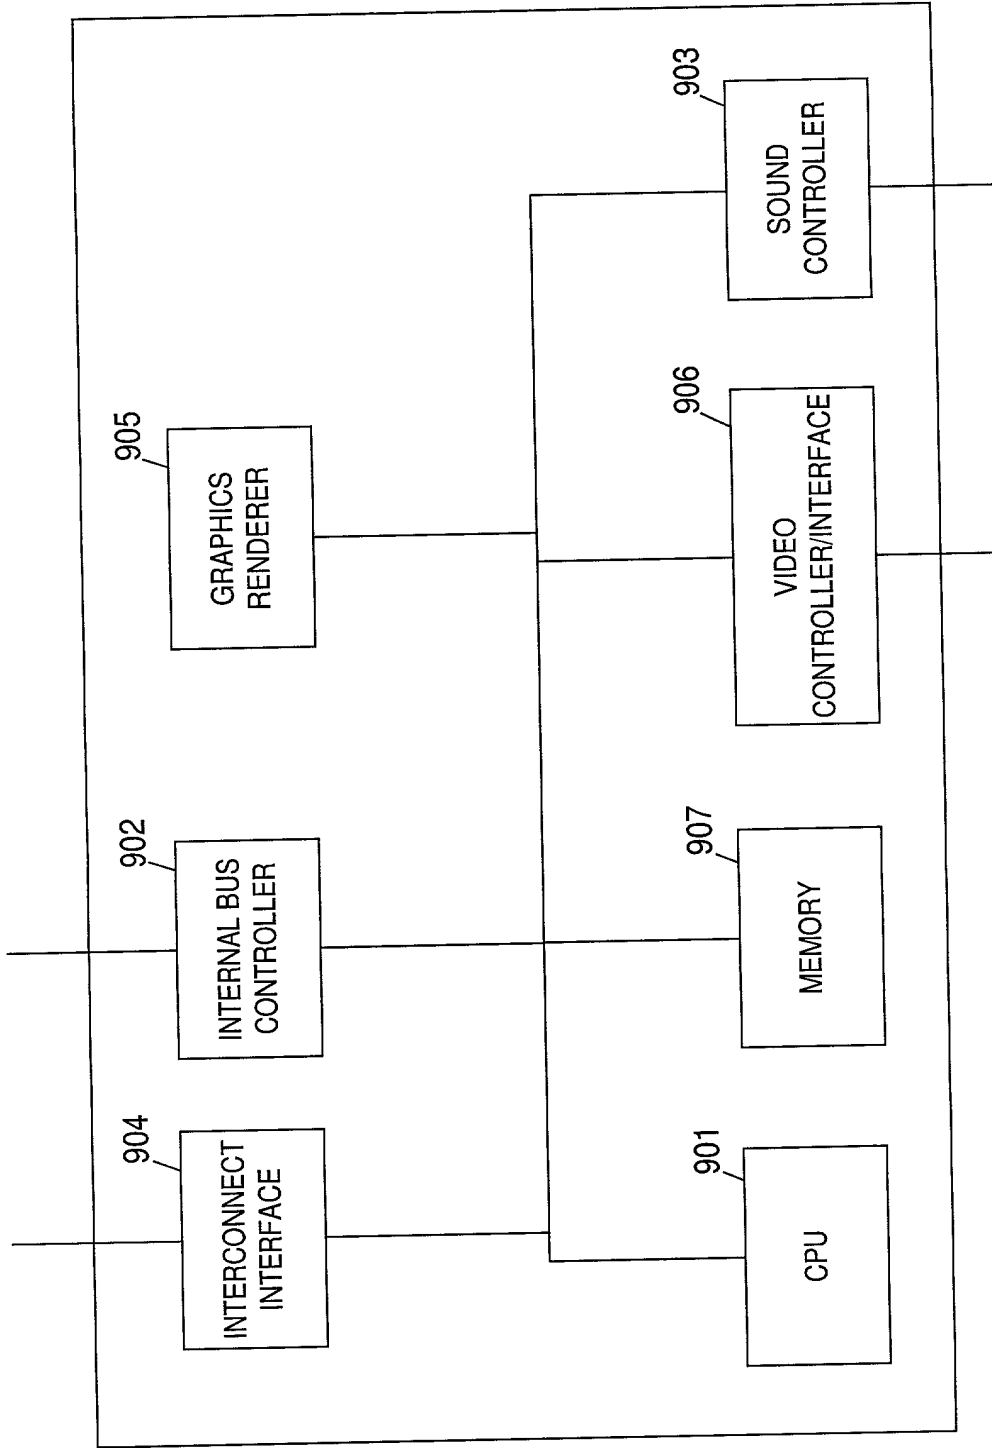 904
INTERCONNECT
INTERFACE
902
INTERNAL BUS
CONTROLLER
905
GRAPHICS
RENDERER
901
CPU
907
MEMORY
906
VIDEO
CONTROLLER/INTERFACE
903
SOUND
CONTROLLER